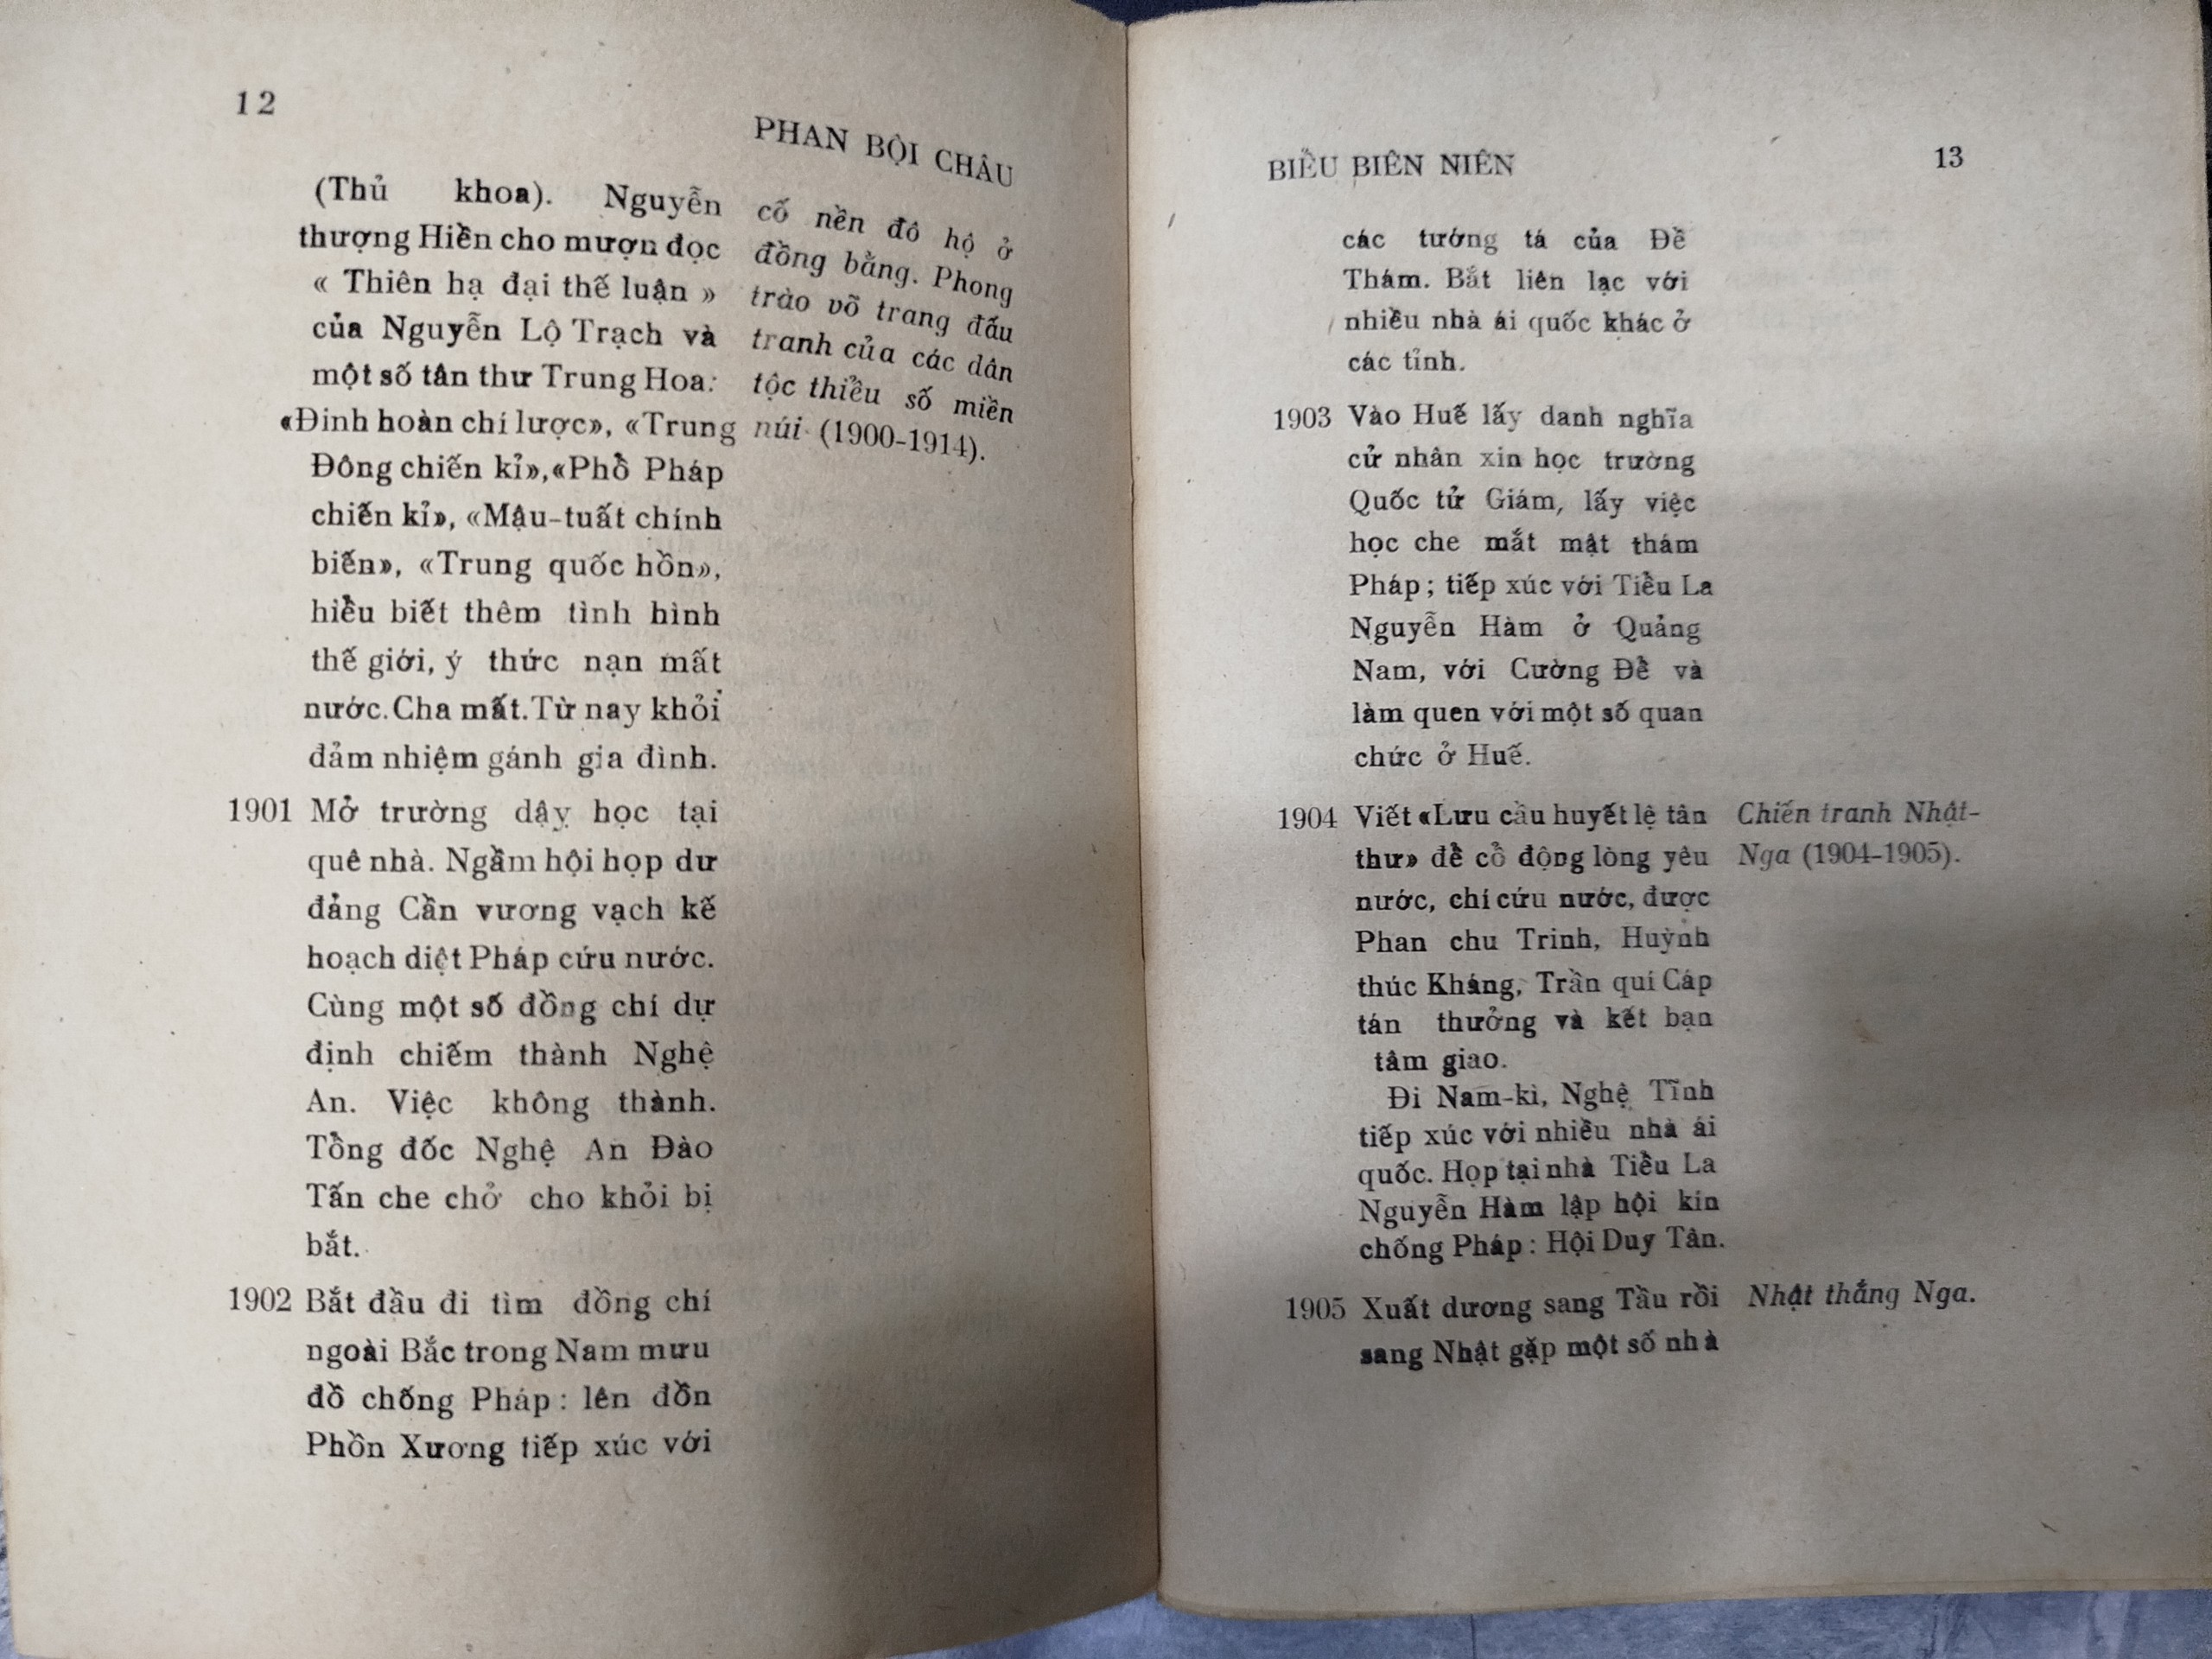 12
PHAN BỘI CHÂU
(Thủ khoa). Nguyễn
thượng Hiền cho mượn đọc
« Thiên hạ đại thế luận »
của Nguyễn Lộ Trạch và
một số tân thư Trung Hoa:
«Đinh hoàn chí lược», «Trung
Đông chiến kỉ»,«Phổ Pháp
chiến kỉ», «Mậu-tuất chính
biến», «Trung quốc hồn»,
hiểu biết thêm tình hình
thế giới, ý thức nạn mất
nước.Cha mất.Từ nay khỏi
đảm nhiệm gánh gia đình.
cố nền đô hộ ở
đồng bằng. Phong
trào võ trang đấu
tranh của các dân
tộc thiểu số miền
núi (1900-1914).
1901 Mở trường dậy học tại
quê nhà. Ngầm hội họp dư
đảng Cần vương vạch kế
hoạch diệt Pháp cứu nước.
Cùng một số đồng chí dự
định chiếm thành Nghệ
An. Việc không thành.
Tổng đốc Nghệ An Đào
Tấn che chở cho khỏi bị
bắt.
1902 Bắt đầu đi tìm đồng chí
ngoài Bắc trong Nam mưu
đồ chống Pháp : lên đồn
Phồn Xương tiếp xúc với
BIỂU BIÊN NIÊN
13
các tướng tá của Đề
Thám. Bắt liên lạc với
nhiều nhà ái quốc khác ở
các tỉnh.
1903 Vào Huế lấy danh nghĩa
cử nhân xin học trường
Quốc tử Giám, lấy việc
học che mắt mật thám
Pháp ; tiếp xúc với Tiểu La
Nguyễn Hàm ở Quảng
Nam, với Cường Để và
làm quen với một số quan
chức ở Huế.
1904 Viết «Lưu cầu huyết lệ tân
thư» để cổ động lòng yêu
nước, chí cứu nước, được
Phan chu Trinh, Huỳnh
thúc Kháng, Trần quí Cáp
tán thưởng và kết bạn
tâm giao.
Đi Nam-kì, Nghệ Tĩnh
tiếp xúc với nhiều nhà ái
quốc. Họp tại nhà Tiểu La
Nguyễn Hàm lập hội kín
chống Pháp : Hội Duy Tân.
Chiến tranh Nhật-
Nga (1904-1905).
1905 Xuất dương sang Tầu rồi
sang Nhật gặp một số nhà
Nhật thắng Nga.